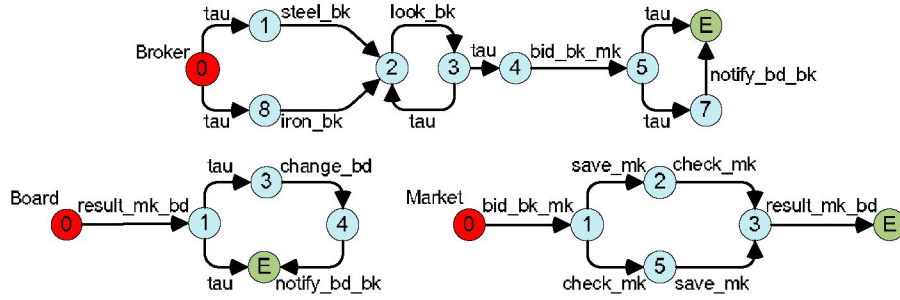 tau 1 steel_bk look_bk tau E
Broker 0 2 3 tau 4 bid_bk_mk 5 notify_bd_bk
tau 8 iron_bk tau tau 7
tau 3 change_bd save_mk 2 check_mk
Board 0 result_mk_bd 1 4 Market 0 bid_bk_mk 1 3 result_mk_bd E
tau E notify_bd_bk check_mk 5 save_mk